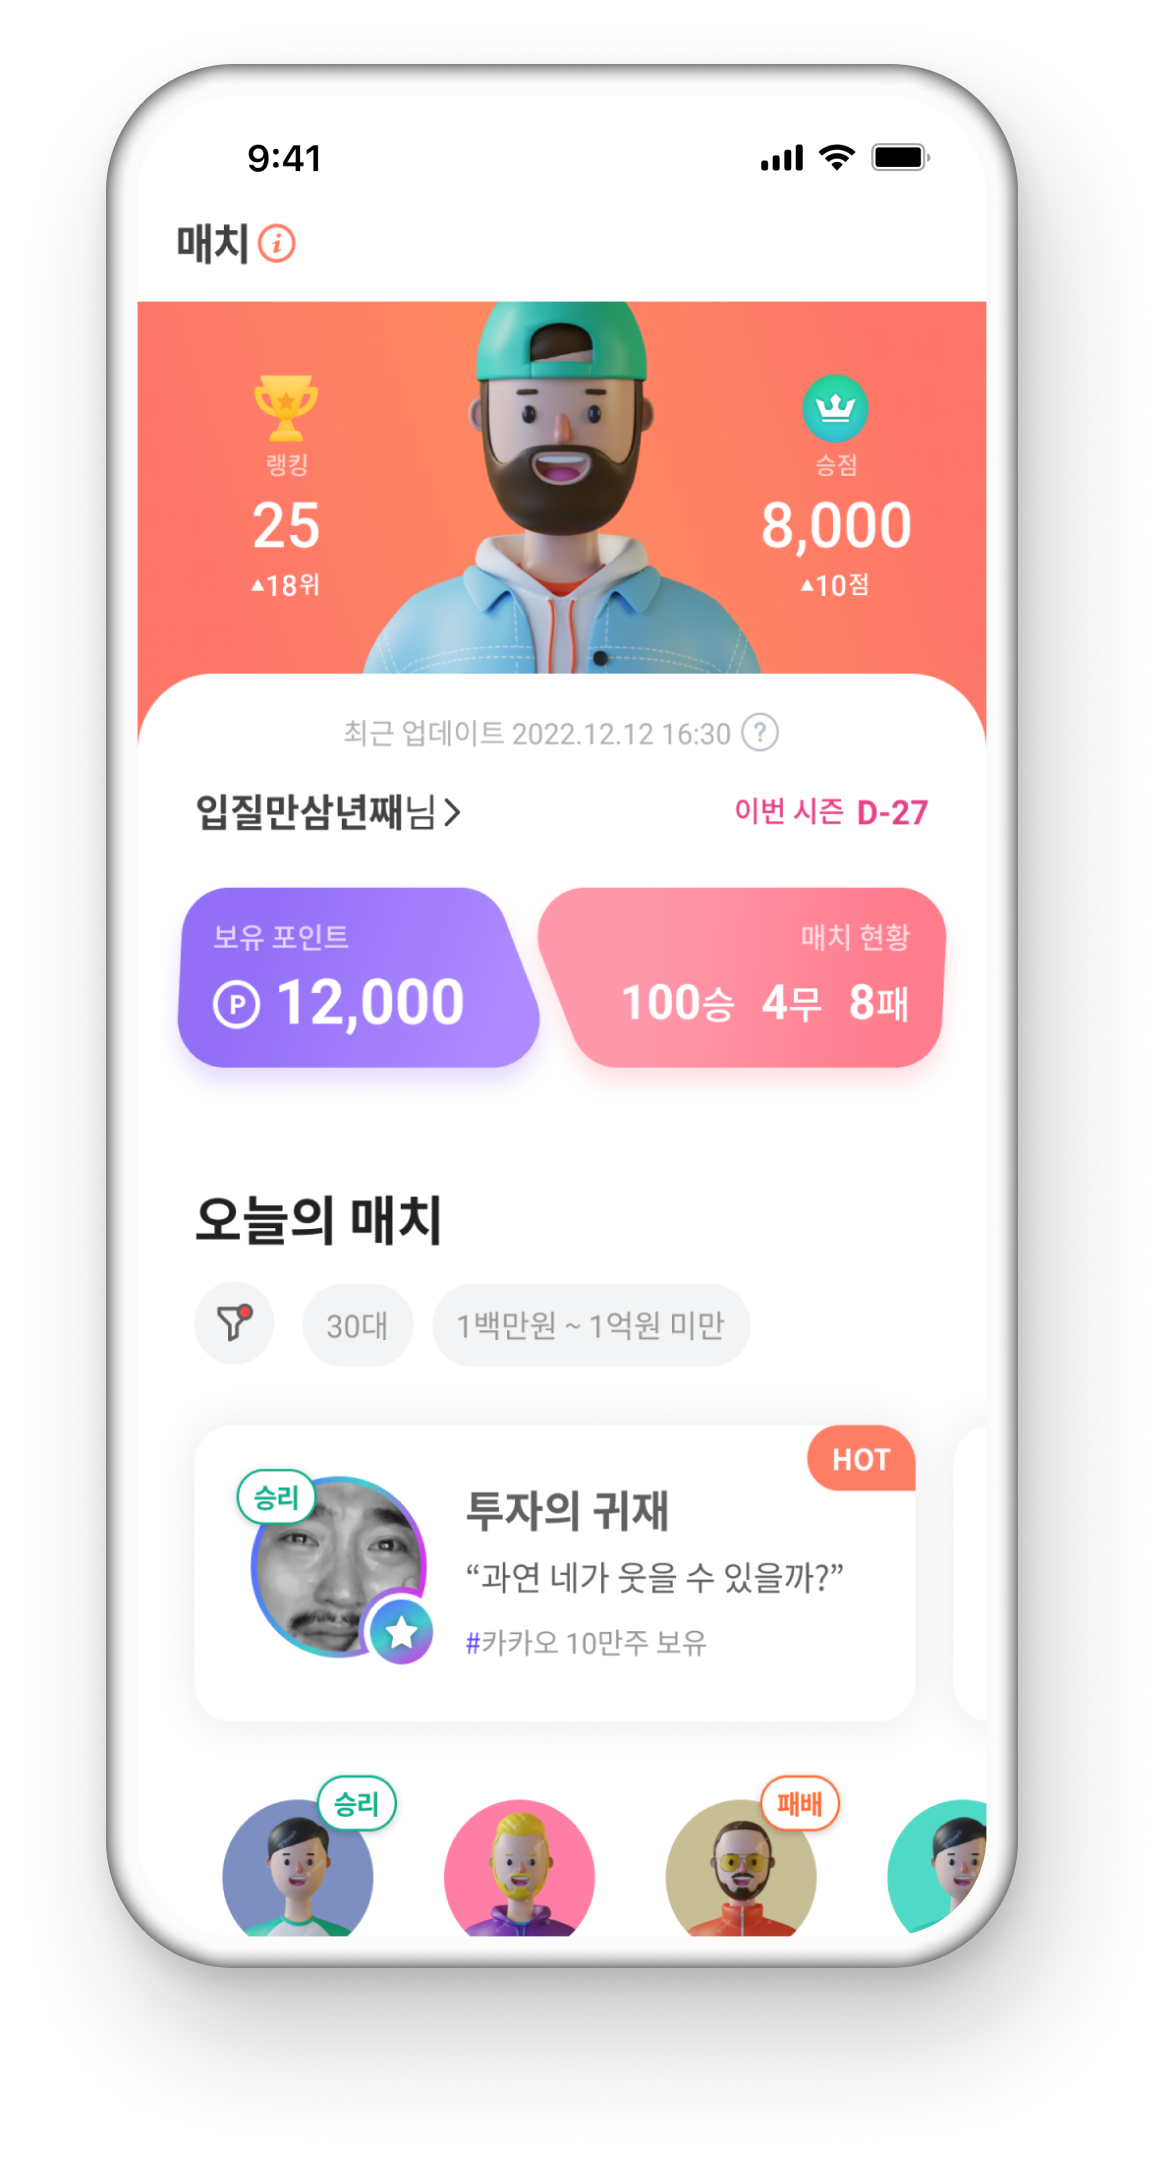 9:41
매치 i
랭킹
25
▲18위
승점
8,000
▲10점
최근 업데이트 2022.12.12 16:30 ?
입질만삼년째님 >
이번 시즌 D-27
보유 포인트
P 12,000
매치 현황
100승 4무 8패
오늘의 매치
30대
1백만원 ~ 1억원 미만
HOT
승리
투자의 귀재
“과연 네가 웃을 수 있을까?”
#카카오 10만주 보유
승리
패배